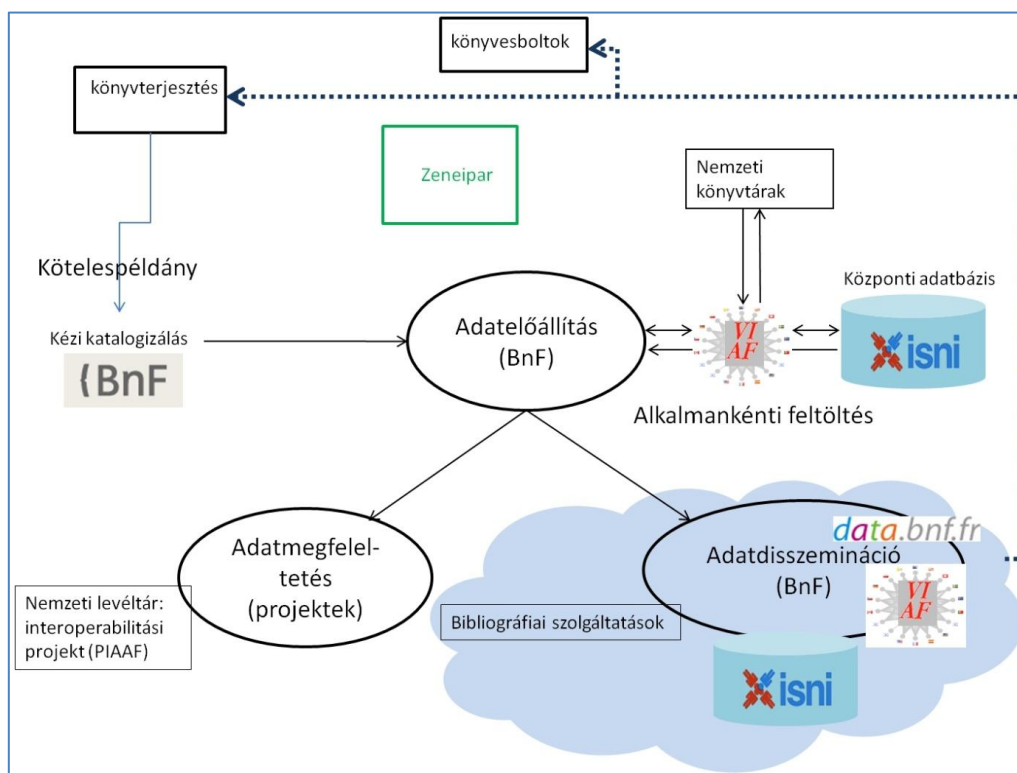 könyvesboltok
könyvterjesztés
Zeneipar
Nemzeti
könyvtárak
Kötelespéldány
Központi adatbázis
Kézi katalogizálás
{BnF
Adatelőállítás
(BnF)
VI
AF
isni
Alkalmankénti feltöltés
data.bnf.fr
Adatmegfelel-
tetés
(projektek)
Adatdisszemináció
(BnF)
VI
AF
Nemzeti levéltár:
interoperabilitási
projekt (PIAAF)
Bibliográfiai szolgáltatások
isni